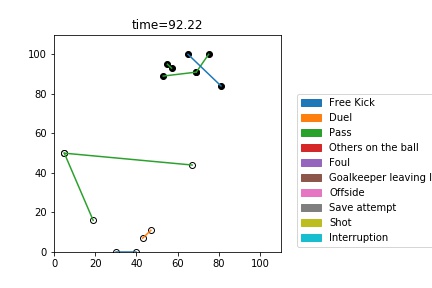 time=92.22
100
80
60
40
20
0
0 20 40 60 80 100
Free Kick
Duel
Pass
Others on the ball
Foul
Goalkeeper leaving l
Offside
Save attempt
Shot
Interruption